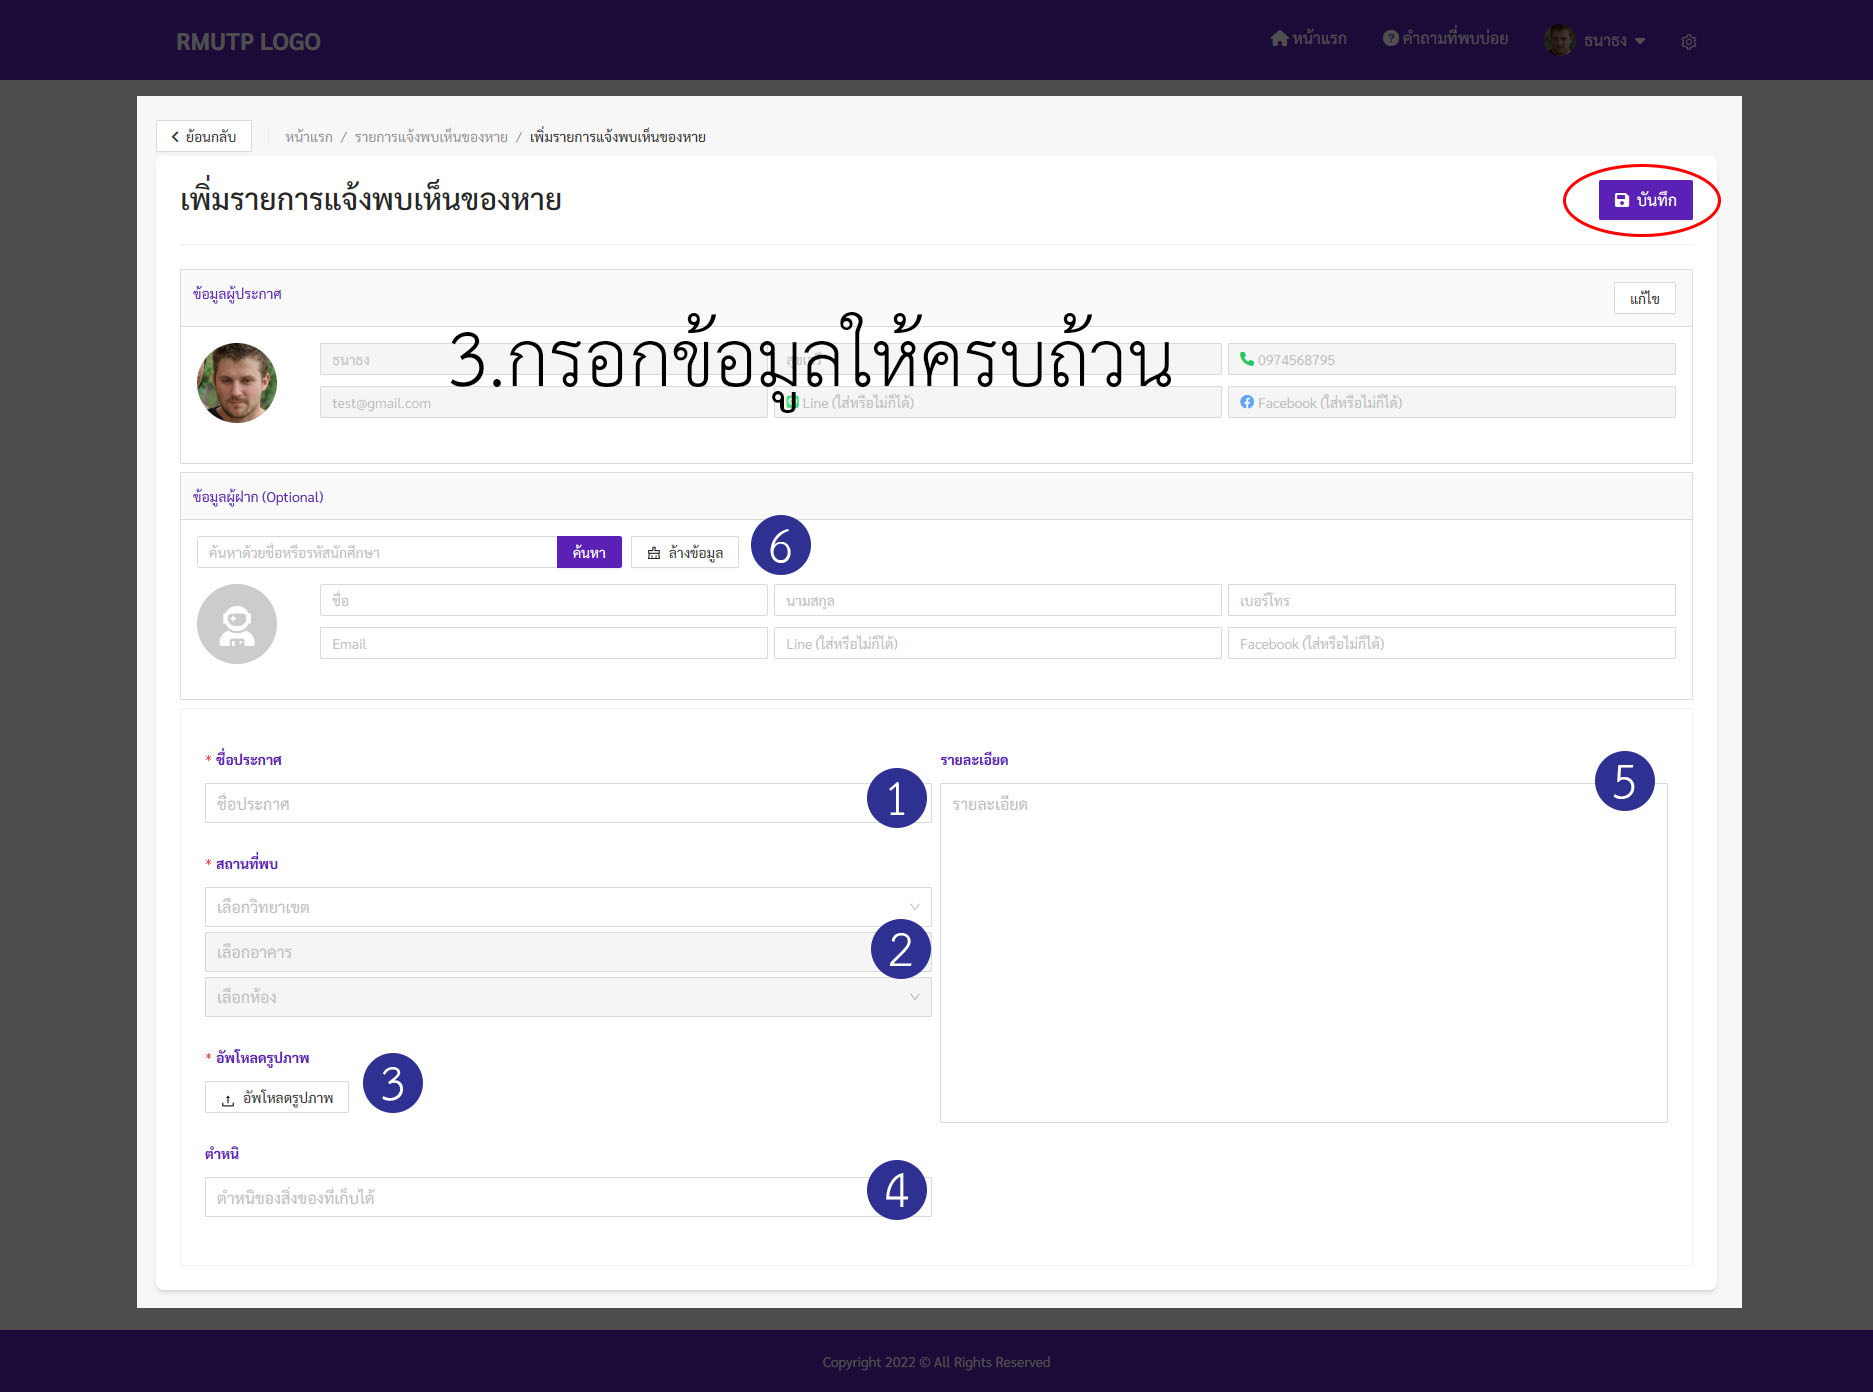 RMUTP LOGO
หน้าแรก
คำถามที่พบบ่อย
ธนาธง
ย้อนกลับ
หน้าแรก / รายการแจ้งพบเห็นของหาย / เพิ่มรายการแจ้งพบเห็นของหาย
เพิ่มรายการแจ้งพบเห็นของหาย
บันทึก
ข้อมูลผู้ประกาศ
แก้ไข
3.กรอกข้อมูลให้ครบถ้วน
ธนาธง
0974568795
test@gmail.com
Line (ใส่หรือไม่ก็ได้)
Facebook (ใส่หรือไม่ก็ได้)
ข้อมูลผู้ฝาก (Optional)
ค้นหาด้วยชื่อหรือรหัสนักศึกษา
ค้นหา
ล้างข้อมูล
6
ชื่อ
นามสกุล
เบอร์โทร
Email
Line (ใส่หรือไม่ก็ได้)
Facebook (ใส่หรือไม่ก็ได้)
* ชื่อประกาศ
ชื่อประกาศ
1
* สถานที่พบ
เลือกวิทยาเขต
เลือกอาคาร
2
เลือกห้อง
* อัพโหลดรูปภาพ
อัพโหลดรูปภาพ
3
ตำหนิ
ตำหนิของสิ่งของที่เก็บได้
4
รายละเอียด
5
รายละเอียด
Copyright 2022 © All Rights Reserved